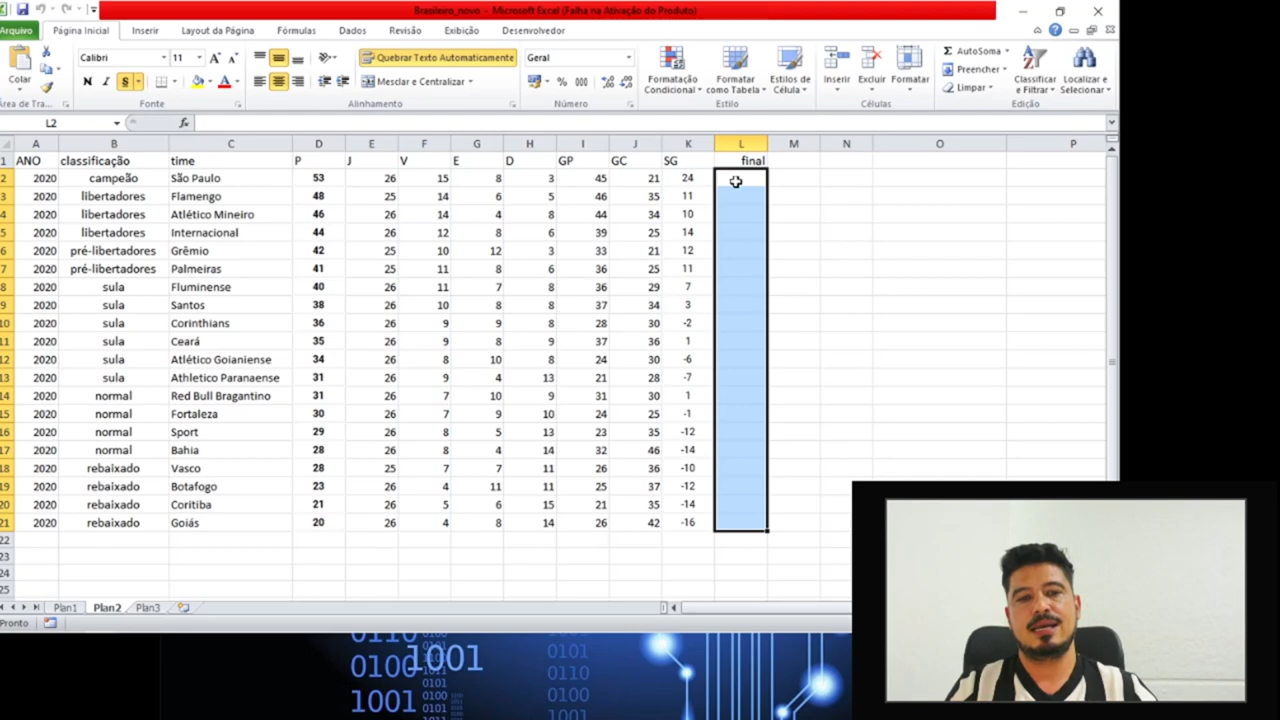 Brasileiro_novo - Microsoft Excel (Falha na Ativação do Produto)
Arquivo Página Inicial Inserir Layout da Página Fórmulas Dados Revisão Exibição Desenvolvedor
Calibri 11 Quebrar Texto Automaticamente Geral AutoSoma
Colar Formatação Condicional Formatar como Tabela Estilos de Célula Inserir Excluir Formatar Preencher Classificar e Filtrar Localizar e Selecionar
N I S Mesclar e Centralizar % 000 Limpar
Área de Tra... Fonte Alinhamento Número Estilo Células Edição
L2 fx
A B C D E F G H I J K L M N O P
1 ANO classificação time P J V E D GP GC SG final
2 2020 campeão São Paulo 53 26 15 8 3 45 21 24
3 2020 libertadores Flamengo 48 25 14 6 5 46 35 11
4 2020 libertadores Atlético Mineiro 46 26 14 4 8 44 34 10
5 2020 libertadores Internacional 44 26 12 8 6 39 25 14
6 2020 pré-libertadores Grêmio 42 25 10 12 3 33 21 12
7 2020 pré-libertadores Palmeiras 41 25 11 8 6 36 25 11
8 2020 sula Fluminense 40 26 11 7 8 36 29 7
9 2020 sula Santos 38 26 10 8 8 37 34 3
10 2020 sula Corinthians 36 26 9 9 8 28 30 -2
11 2020 sula Ceará 35 26 9 8 9 37 36 1
12 2020 sula Atlético Goianiense 34 26 8 10 8 24 30 -6
13 2020 sula Athletico Paranaense 31 26 9 4 13 21 28 -7
14 2020 normal Red Bull Bragantino 31 26 7 10 9 31 30 1
15 2020 normal Fortaleza 30 26 7 9 10 24 25 -1
16 2020 normal Sport 29 26 8 5 13 23 35 -12
17 2020 normal Bahia 28 26 8 4 14 32 46 -14
18 2020 rebaixado Vasco 28 25 7 7 11 26 36 -10
19 2020 rebaixado Botafogo 23 26 4 11 11 25 37 -12
20 2020 rebaixado Coritiba 21 26 5 6 15 21 35 -14
21 2020 rebaixado Goiás 20 26 4 8 14 26 42 -16
22
23
24
25
Plan1 Plan2 Plan3
Pronto
0110 0101 1001 0110
0100 1001 0101
1001 0100 0110